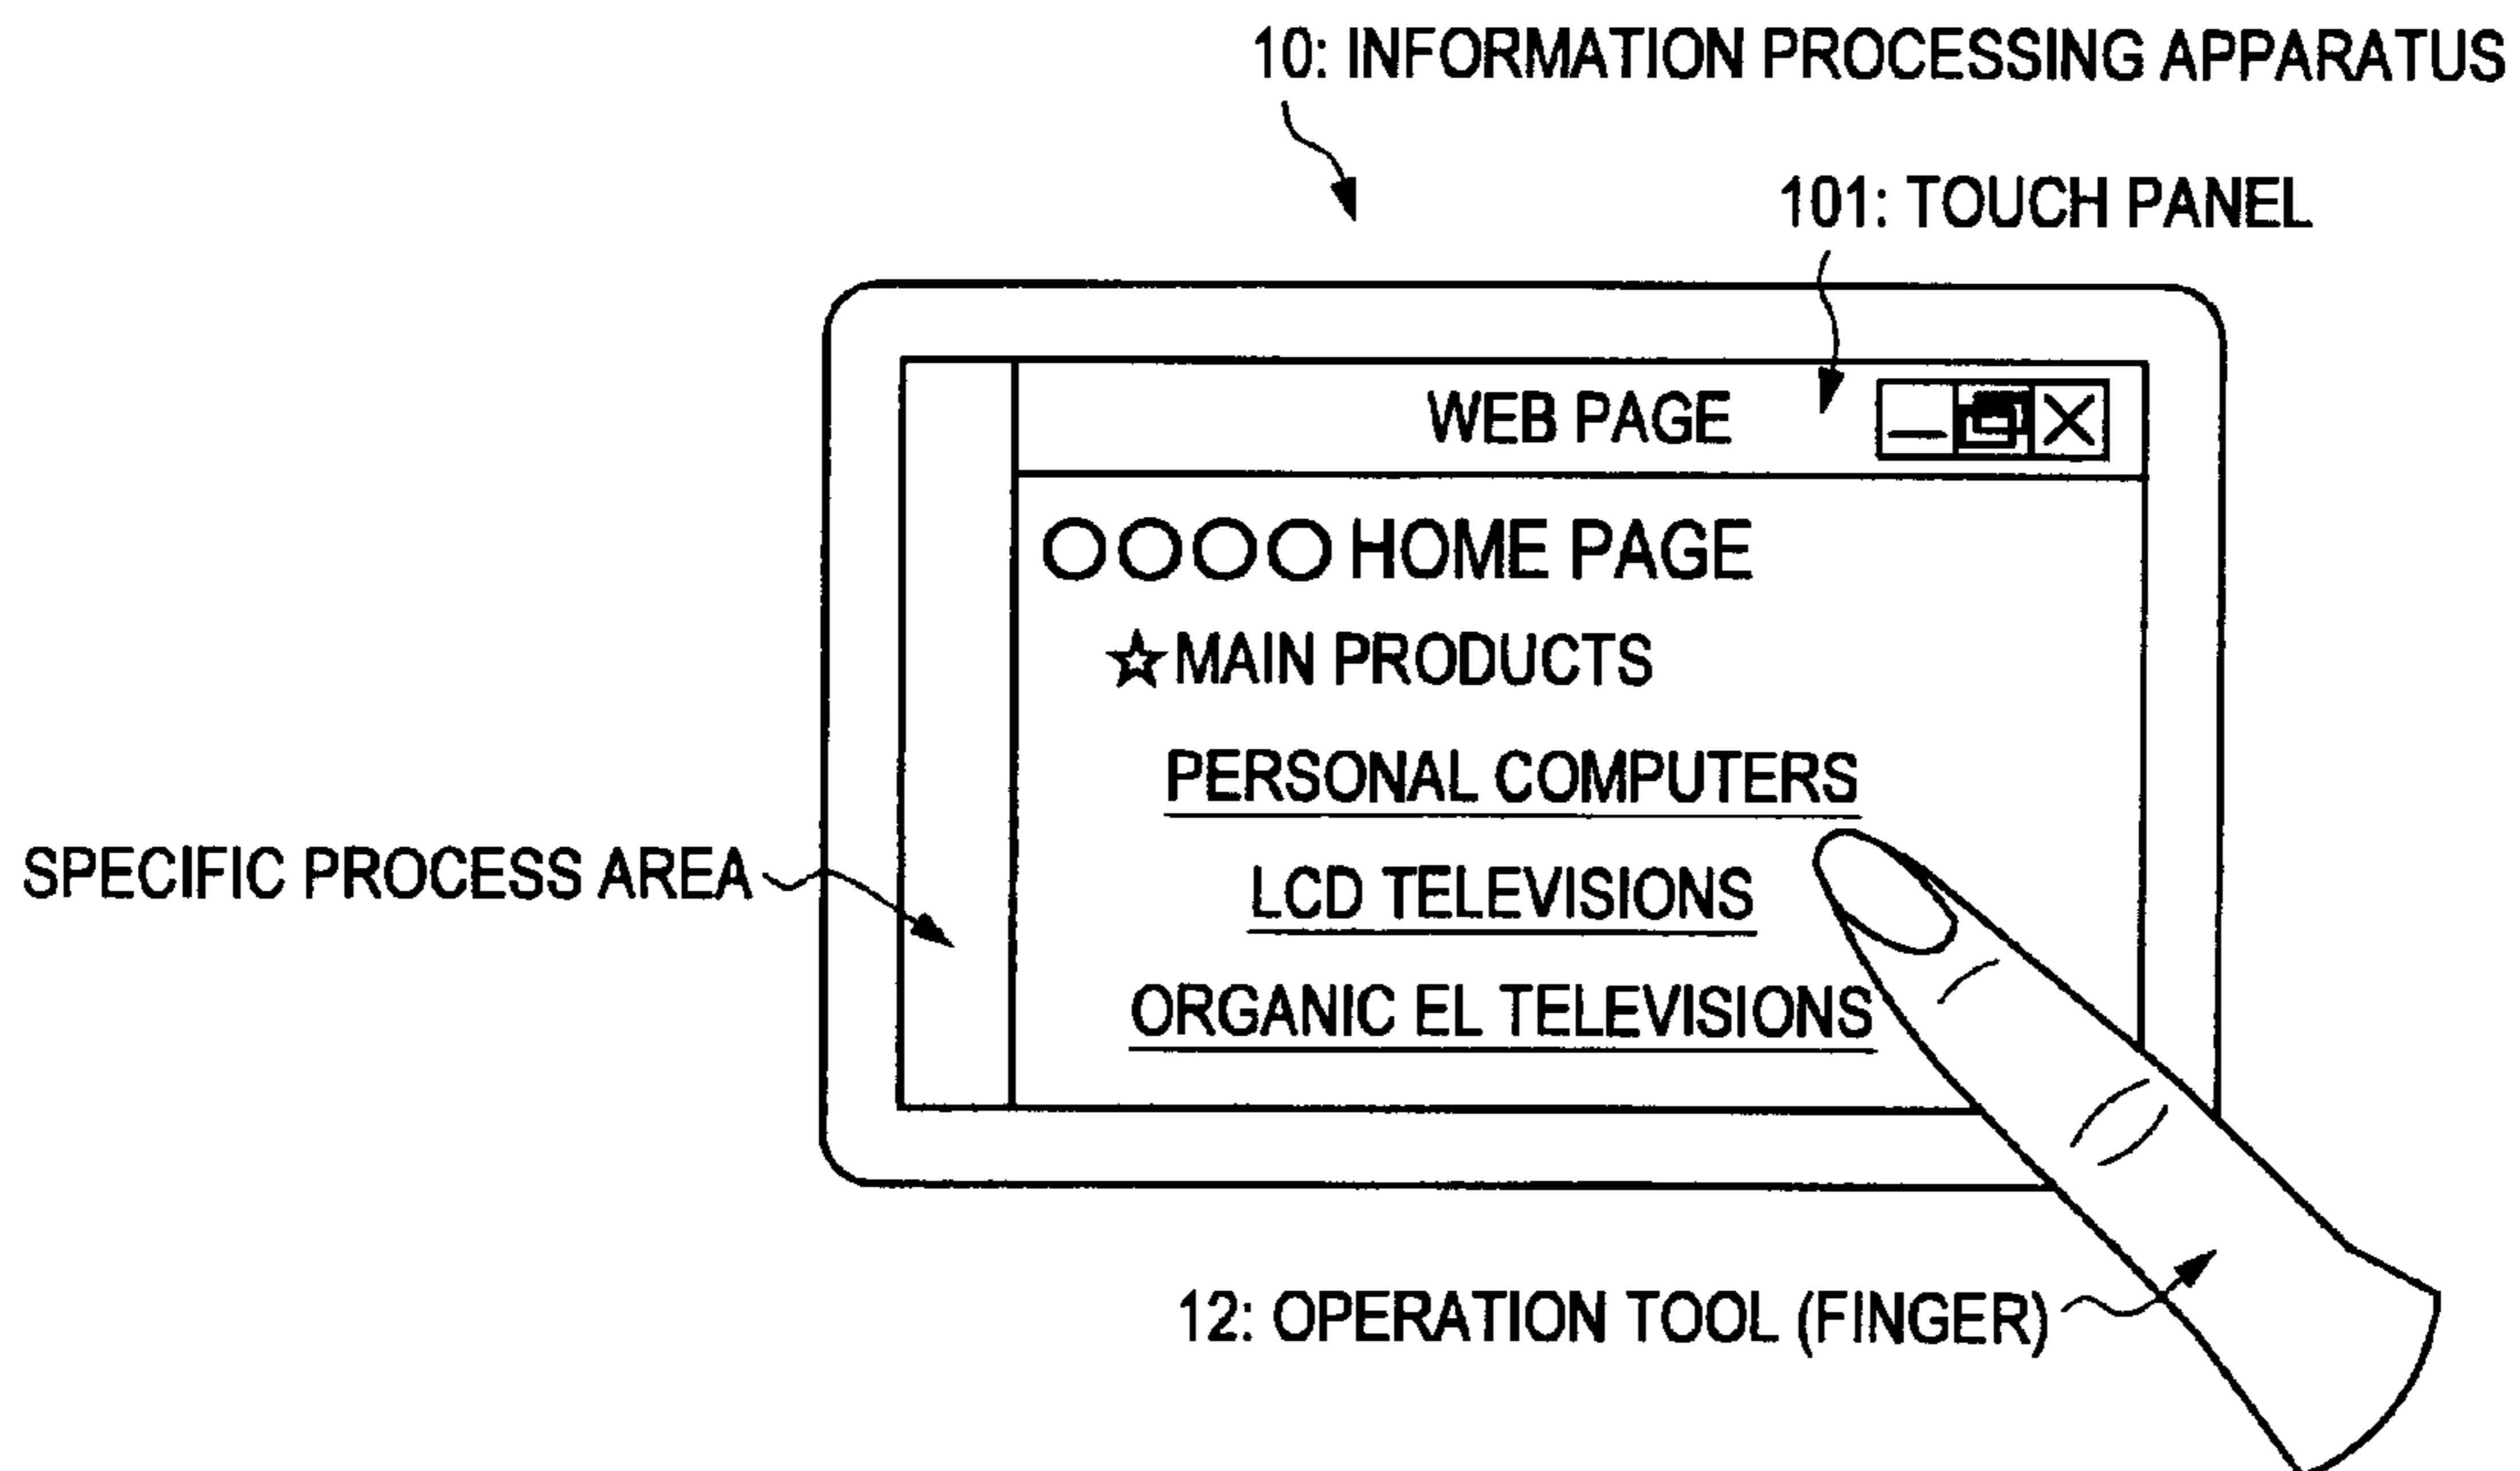 10: INFORMATION PROCESSING APPARATUS
101: TOUCH PANEL
WEB PAGE
○○○○ HOME PAGE
☆MAIN PRODUCTS
PERSONAL COMPUTERS
SPECIFIC PROCESS AREA
LCD TELEVISIONS
ORGANIC EL TELEVISIONS
12: OPERATION TOOL (FINGER)